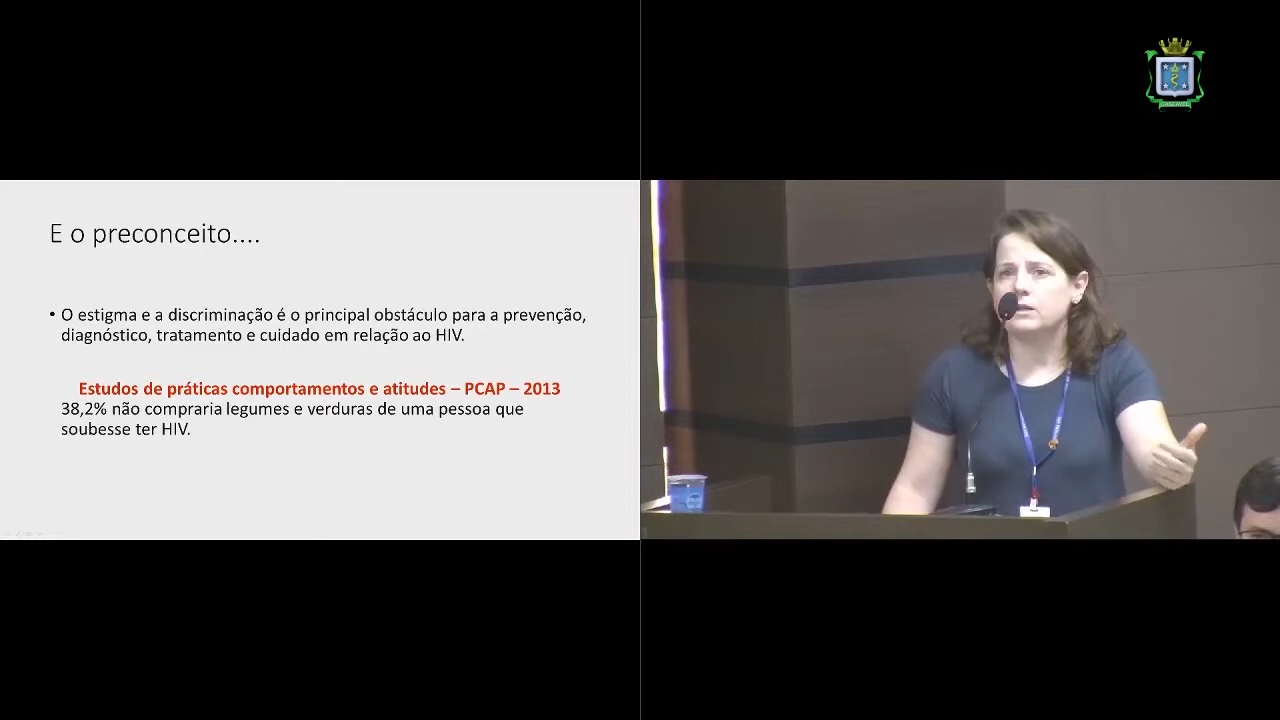 E o preconceito....
• O estigma e a discriminação é o principal obstáculo para a prevenção,
diagnóstico, tratamento e cuidado em relação ao HIV.
Estudos de práticas comportamentos e atitudes – PCAP – 2013
38,2% não compraria legumes e verduras de uma pessoa que
soubesse ter HIV.
CASCAVEL